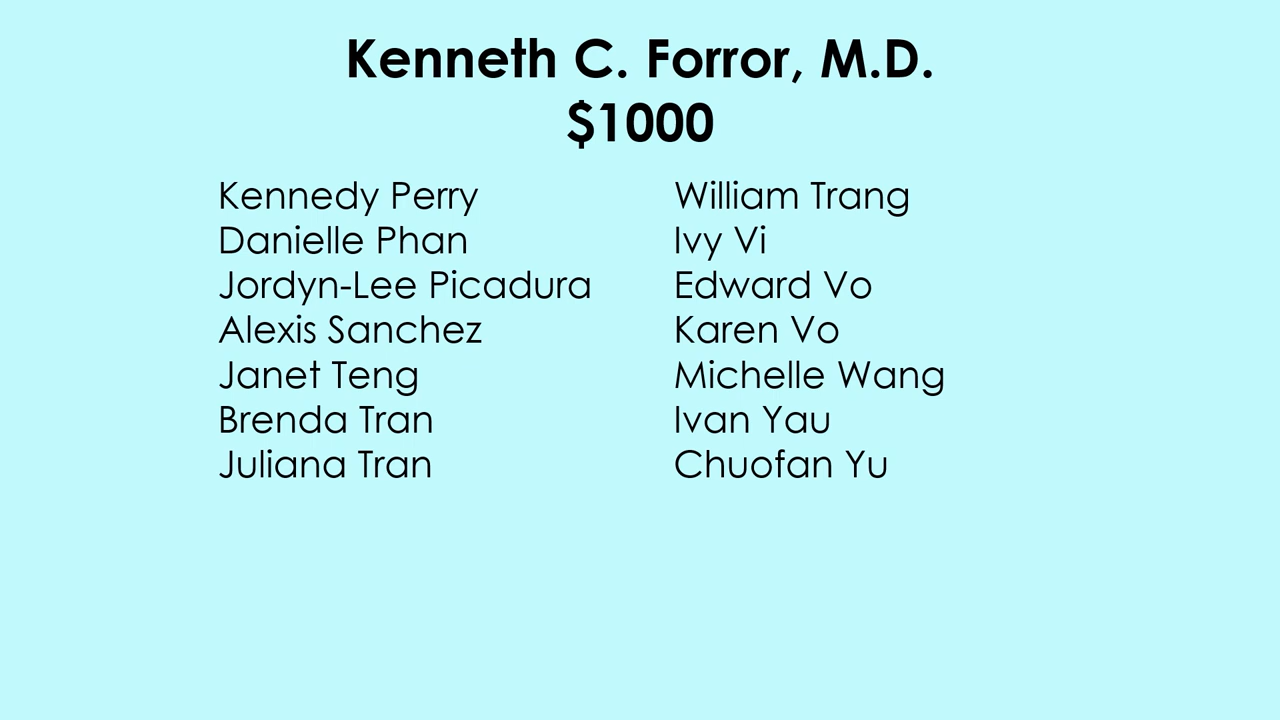 Kenneth C. Forror, M.D.
$1000
Kennedy Perry
Danielle Phan
Jordyn-Lee Picadura
Alexis Sanchez
Janet Teng
Brenda Tran
Juliana Tran
William Trang
Ivy Vi
Edward Vo
Karen Vo
Michelle Wang
Ivan Yau
Chuofan Yu